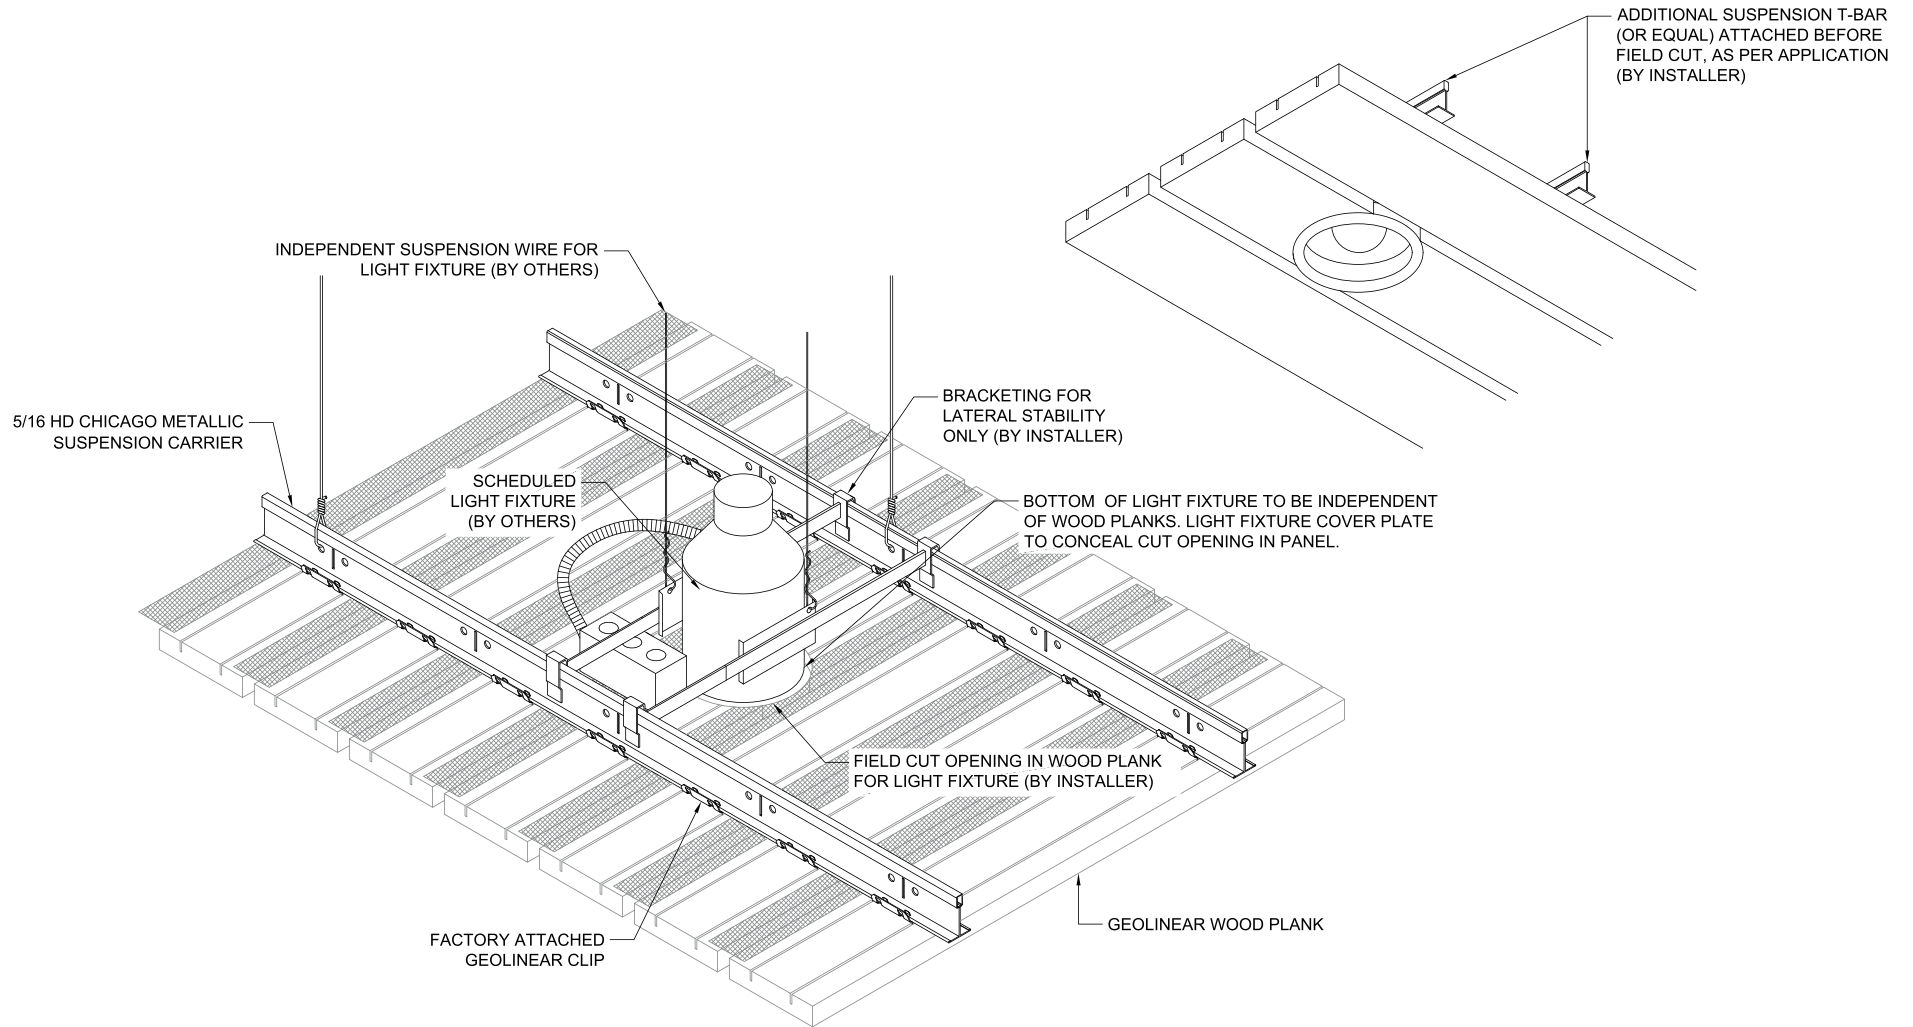 ADDITIONAL SUSPENSION T-BAR
(OR EQUAL) ATTACHED BEFORE
FIELD CUT, AS PER APPLICATION
(BY INSTALLER)
INDEPENDENT SUSPENSION WIRE FOR
LIGHT FIXTURE (BY OTHERS)
5/16 HD CHICAGO METALLIC
SUSPENSION CARRIER
BRACKETING FOR
LATERAL STABILITY
ONLY (BY INSTALLER)
SCHEDULED
LIGHT FIXTURE
(BY OTHERS)
BOTTOM OF LIGHT FIXTURE TO BE INDEPENDENT
OF WOOD PLANKS. LIGHT FIXTURE COVER PLATE
TO CONCEAL CUT OPENING IN PANEL.
FIELD CUT OPENING IN WOOD PLANK
FOR LIGHT FIXTURE (BY INSTALLER)
FACTORY ATTACHED
GEOLINEAR CLIP
GEOLINEAR WOOD PLANK